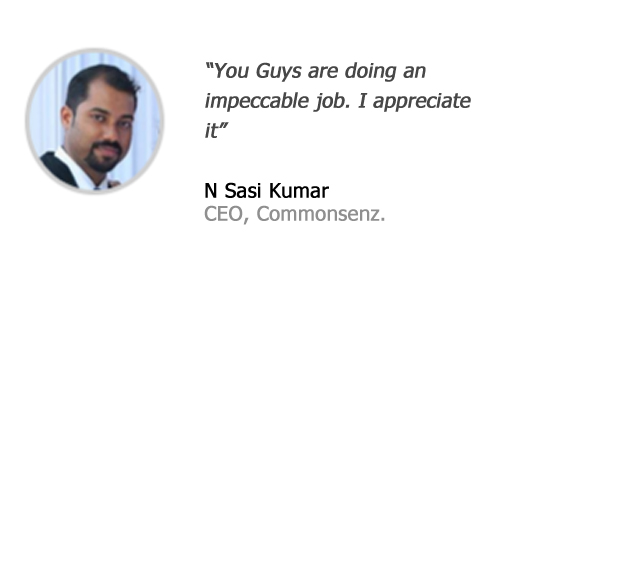 “You Guys are doing an
impeccable job. I appreciate
it”
N Sasi Kumar
CEO, Commonsenz.